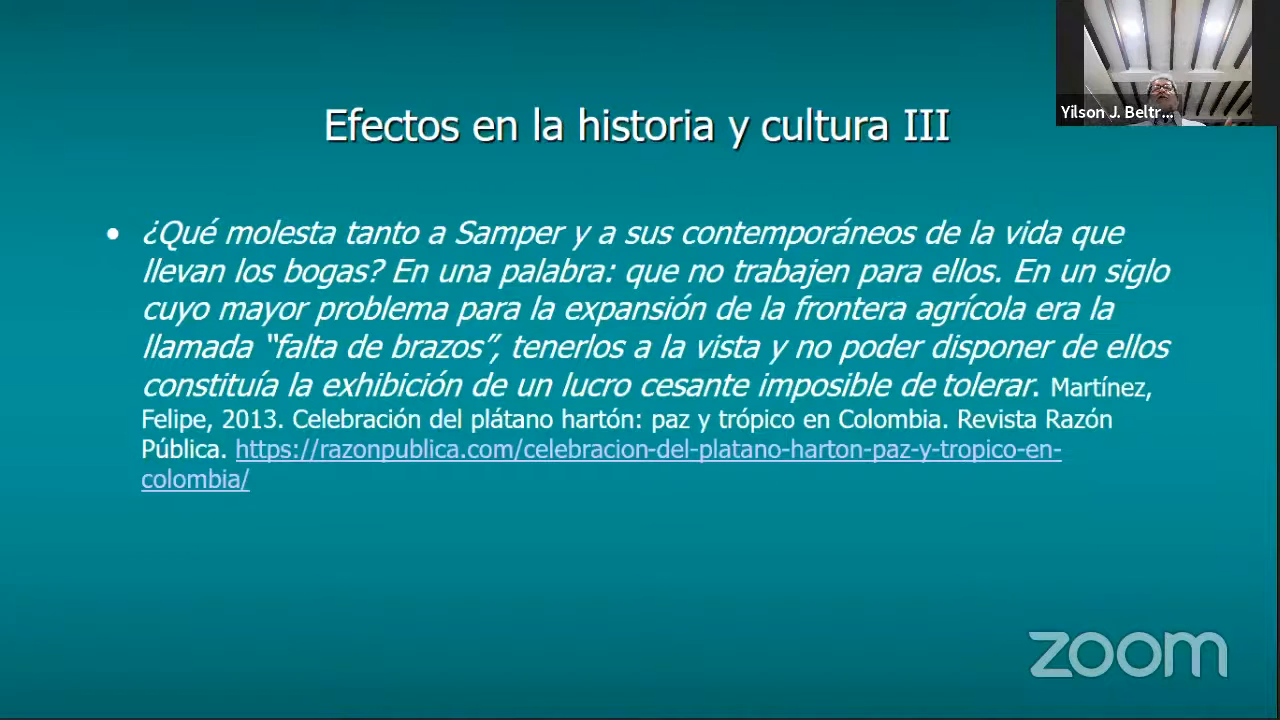 Yilson J. Beltr...
Efectos en la historia y cultura III
• ¿Qué molesta tanto a Samper y a sus contemporáneos de la vida que
llevan los bogas? En una palabra: que no trabajen para ellos. En un siglo
cuyo mayor problema para la expansión de la frontera agrícola era la
llamada “falta de brazos”, tenerlos a la vista y no poder disponer de ellos
constituía la exhibición de un lucro cesante imposible de tolerar. Martínez,
Felipe, 2013. Celebración del plátano hartón: paz y trópico en Colombia. Revista Razón
Pública. https://razonpublica.com/celebracion-del-platano-harton-paz-y-tropico-en-
colombia/
zoom